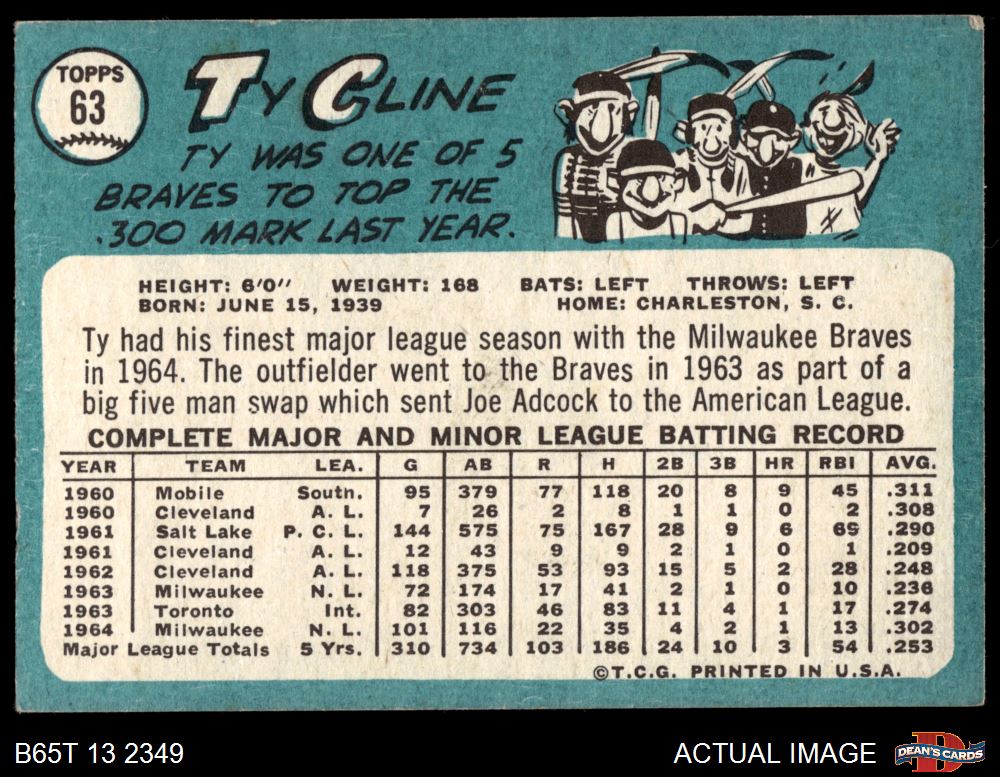 TOPPS
63
TY CLINE
TY WAS ONE OF 5
BRAVES TO TOP THE
.300 MARK LAST YEAR.
HEIGHT: 6'0" WEIGHT: 168 BATS: LEFT THROWS: LEFT
BORN: JUNE 15, 1939 HOME: CHARLESTON, S. C.
Ty had his finest major league season with the Milwaukee Braves
in 1964. The outfielder went to the Braves in 1963 as part of a
big five man swap which sent Joe Adcock to the American League.
COMPLETE MAJOR AND MINOR LEAGUE BATTING RECORD
YEAR TEAM LEA. G AB R H 2B 3B HR RBI AVG.
1960 Mobile South. 95 379 77 118 20 8 9 45 .311
1960 Cleveland A. L. 7 26 2 8 1 1 0 2 .308
1961 Salt Lake P. C. L. 144 575 75 167 28 9 6 69 .290
1961 Cleveland A. L. 12 43 9 9 2 1 0 1 .209
1962 Cleveland A. L. 118 375 53 93 15 5 2 28 .248
1963 Milwaukee N. L. 72 174 17 41 2 1 0 10 .236
1963 Toronto Int. 82 303 46 83 11 4 1 17 .274
1964 Milwaukee N. L. 101 116 22 35 4 2 1 13 .302
Major League Totals 5 Yrs. 310 734 103 186 24 10 3 54 .253
©T.C.G. PRINTED IN U.S.A.
B65T 13 2349 ACTUAL IMAGE
DEAN'S CARDS